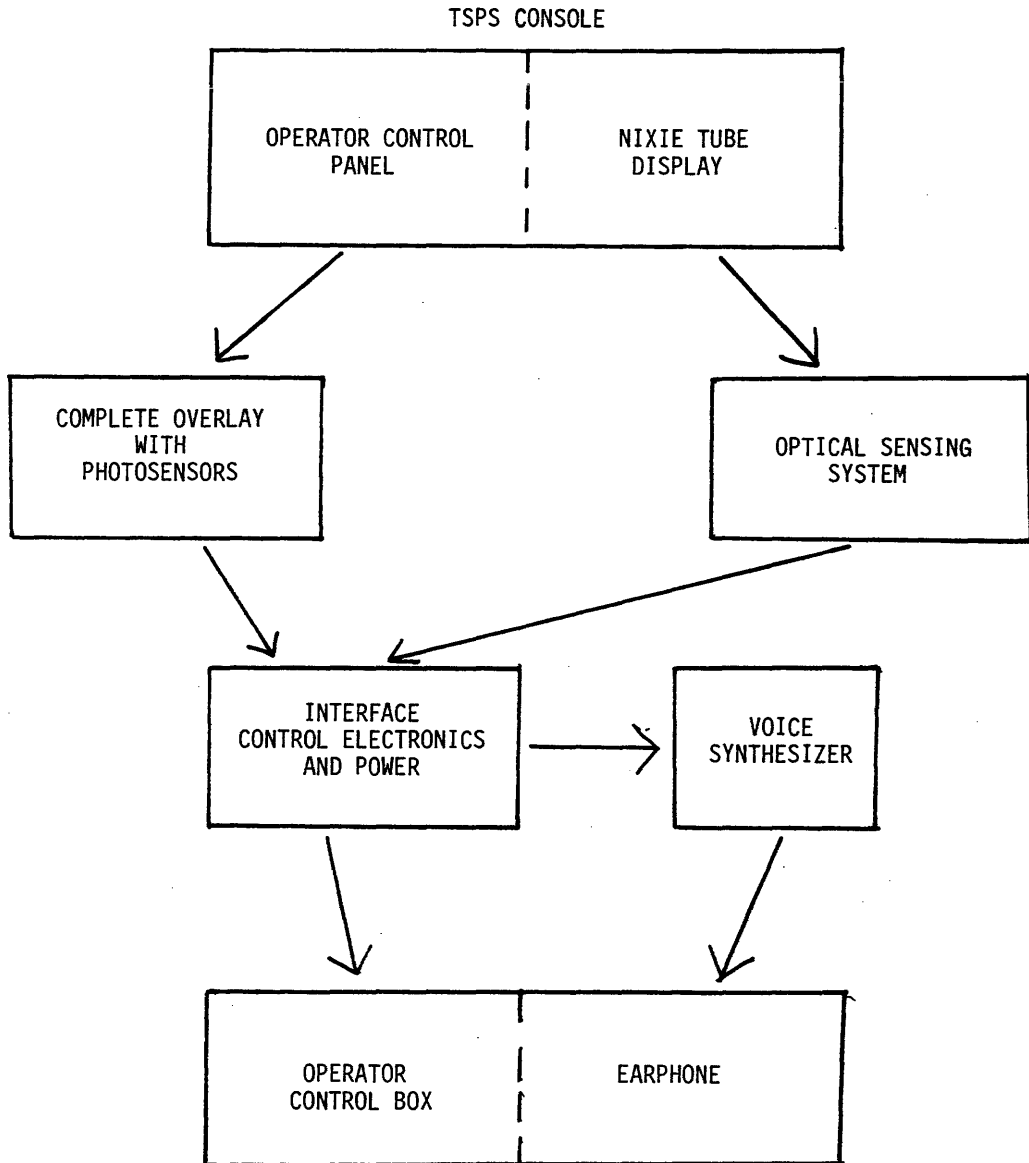 TSPS CONSOLE
OPERATOR CONTROL
PANEL
NIXIE TUBE
DISPLAY
COMPLETE OVERLAY
WITH
PHOTOSENSORS
OPTICAL SENSING
SYSTEM
INTERFACE
CONTROL ELECTRONICS
AND POWER
VOICE
SYNTHESIZER
OPERATOR
CONTROL BOX
EARPHONE